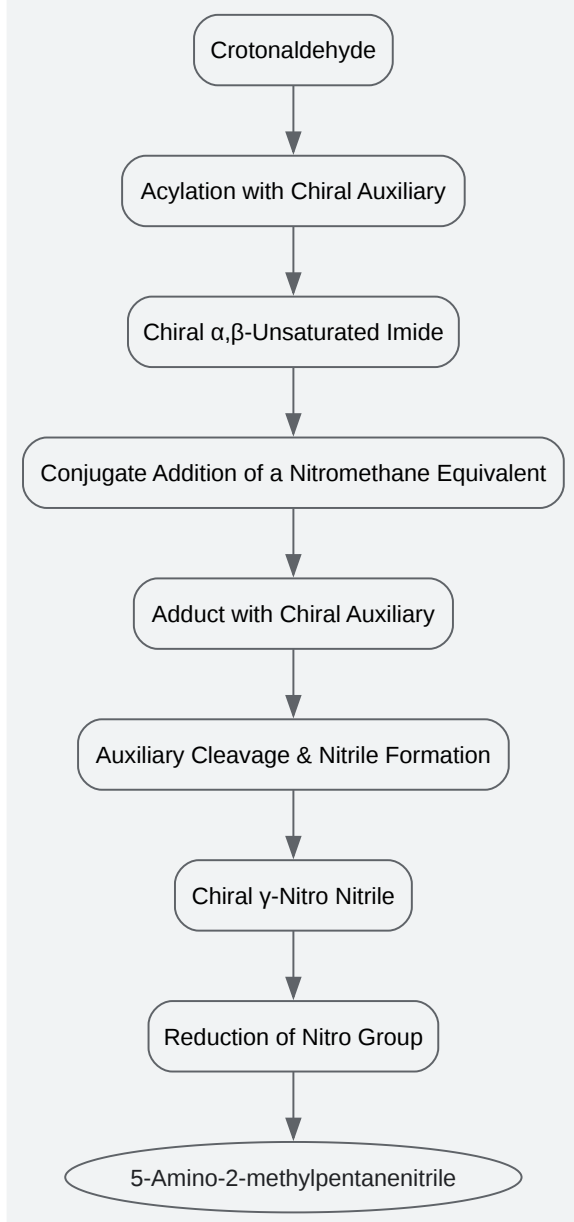 Crotonaldehyde
Acylation with Chiral Auxiliary
Chiral α,β-Unsaturated Imide
Conjugate Addition of a Nitromethane Equivalent
Adduct with Chiral Auxiliary
Auxiliary Cleavage & Nitrile Formation
Chiral γ-Nitro Nitrile
Reduction of Nitro Group
5-Amino-2-methylpentanenitrile